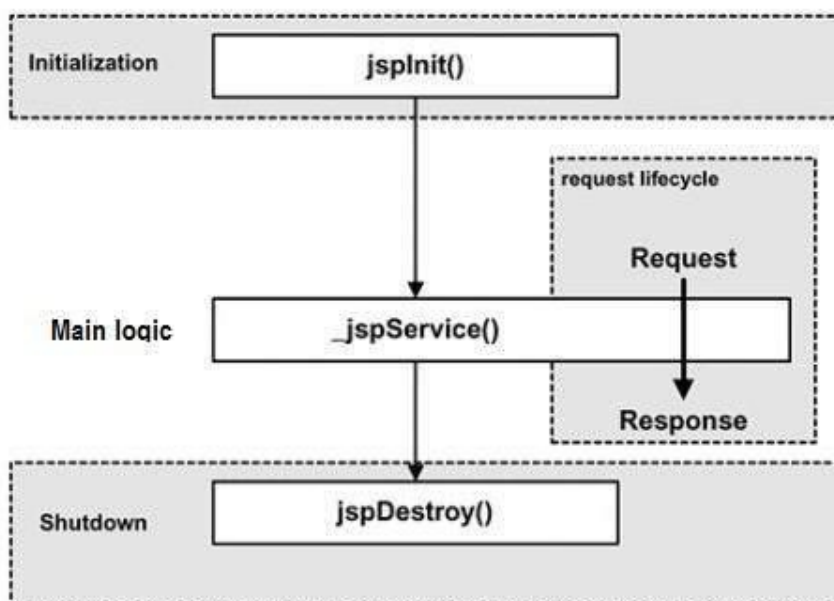 Initialization
jspInit()
request lifecycle
Request
Main logic
_jspService()
Response
Shutdown
jspDestroy()